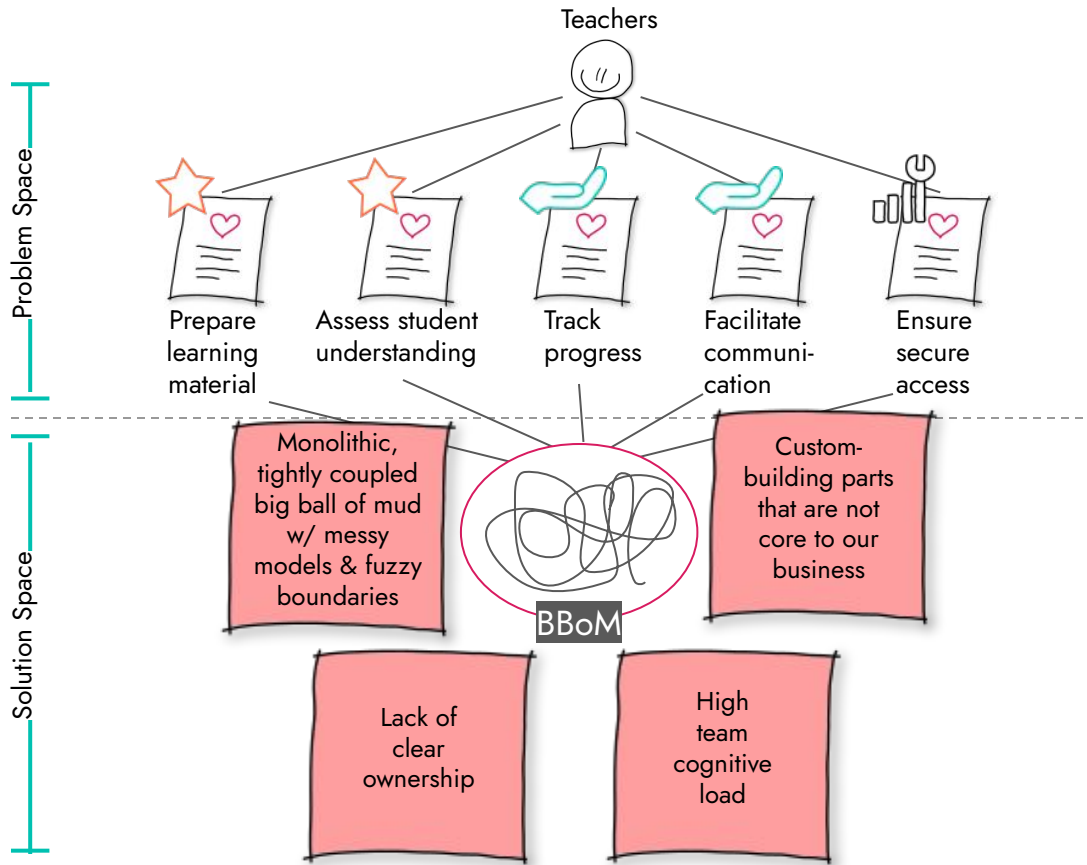 Teachers
Problem Space
Prepare
learning
material
Assess student
understanding
Track
progress
Facilitate
communi-
cation
Ensure
secure
access
Solution Space
Monolithic,
tightly coupled
big ball of mud
w/ messy
models & fuzzy
boundaries
BBoM
Custom-
building parts
that are not
core to our
business
Lack of
clear
ownership
High
team
cognitive
load